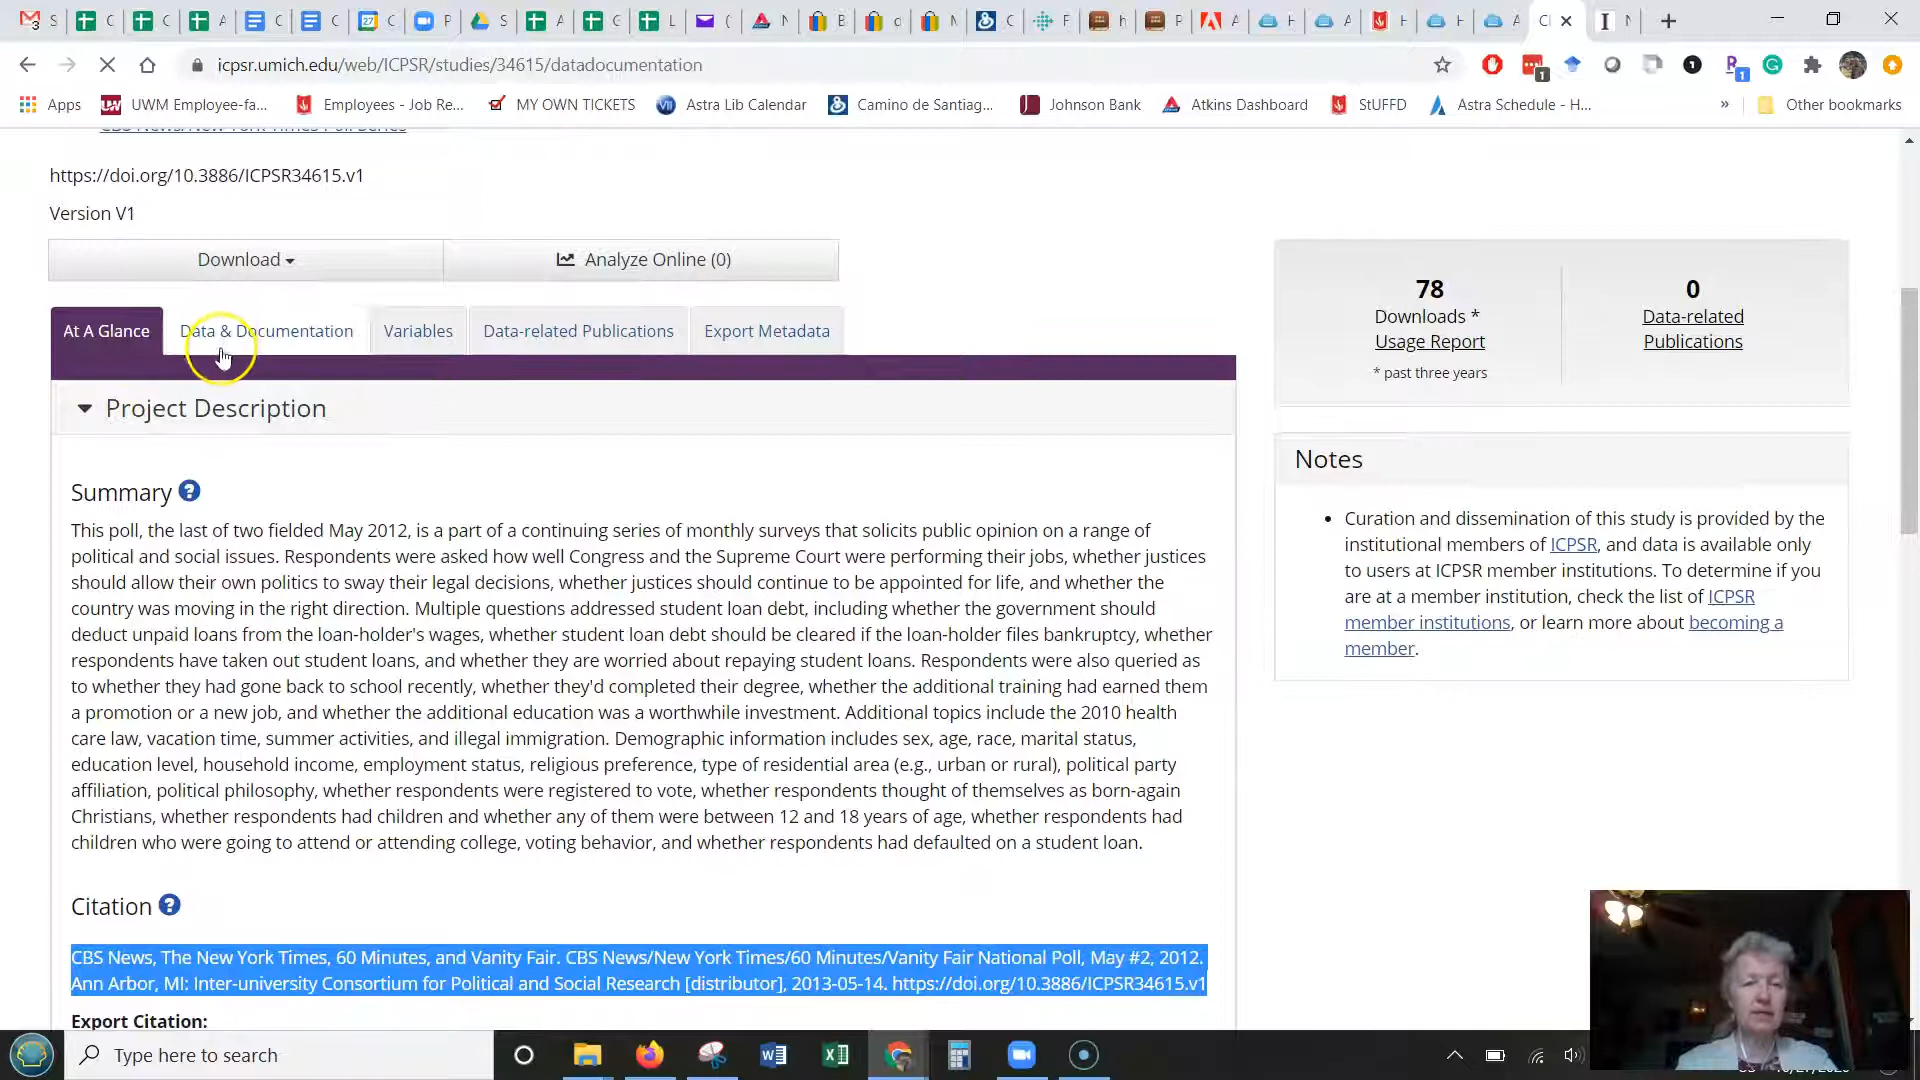 3
S
C
C
A
C
C
27
C
P
S
A
C
L
(
N
B
c
M
C
F
h
P
A
H
A
H
H
A
Cl
N
icpsr.umich.edu/web/ICPSR/studies/34615/datadocumentation
1
1
Apps
UWM Employee-fa...
Employees - Job Re...
MY OWN TICKETS
Astra Lib Calendar
Camino de Santiag...
Johnson Bank
Atkins Dashboard
StUFFD
Astra Schedule - H...
»
Other bookmarks
CBS News/New York Times Poll Series
https://doi.org/10.3886/ICPSR34615.v1
Version V1
Download
Analyze Online (0)
At A Glance
Data & Documentation
Variables
Data-related Publications
Export Metadata
Project Description
Summary ?
This poll, the last of two fielded May 2012, is a part of a continuing series of monthly surveys that solicits public opinion on a range of
political and social issues. Respondents were asked how well Congress and the Supreme Court were performing their jobs, whether justices
should allow their own politics to sway their legal decisions, whether justices should continue to be appointed for life, and whether the
country was moving in the right direction. Multiple questions addressed student loan debt, including whether the government should
deduct unpaid loans from the loan-holder's wages, whether student loan debt should be cleared if the loan-holder files bankruptcy, whether
respondents have taken out student loans, and whether they are worried about repaying student loans. Respondents were also queried as
to whether they had gone back to school recently, whether they'd completed their degree, whether the additional training had earned them
a promotion or a new job, and whether the additional education was a worthwhile investment. Additional topics include the 2010 health
care law, vacation time, summer activities, and illegal immigration. Demographic information includes sex, age, race, marital status,
education level, household income, employment status, religious preference, type of residential area (e.g., urban or rural), political party
affiliation, political philosophy, whether respondents were registered to vote, whether respondents thought of themselves as born-again
Christians, whether respondents had children and whether any of them were between 12 and 18 years of age, whether respondents had
children who were going to attend or attending college, voting behavior, and whether respondents had defaulted on a student loan.
Citation ?
CBS News, The New York Times, 60 Minutes, and Vanity Fair. CBS News/New York Times/60 Minutes/Vanity Fair National Poll, May #2, 2012.
Ann Arbor, MI: Inter-university Consortium for Political and Social Research [distributor], 2013-05-14. https://doi.org/10.3886/ICPSR34615.v1
Export Citation:
78
Downloads *
Usage Report
* past three years
0
Data-related
Publications
Notes
• Curation and dissemination of this study is provided by the
institutional members of ICPSR, and data is available only
to users at ICPSR member institutions. To determine if you
are at a member institution, check the list of ICPSR
member institutions, or learn more about becoming a
member.
Type here to search